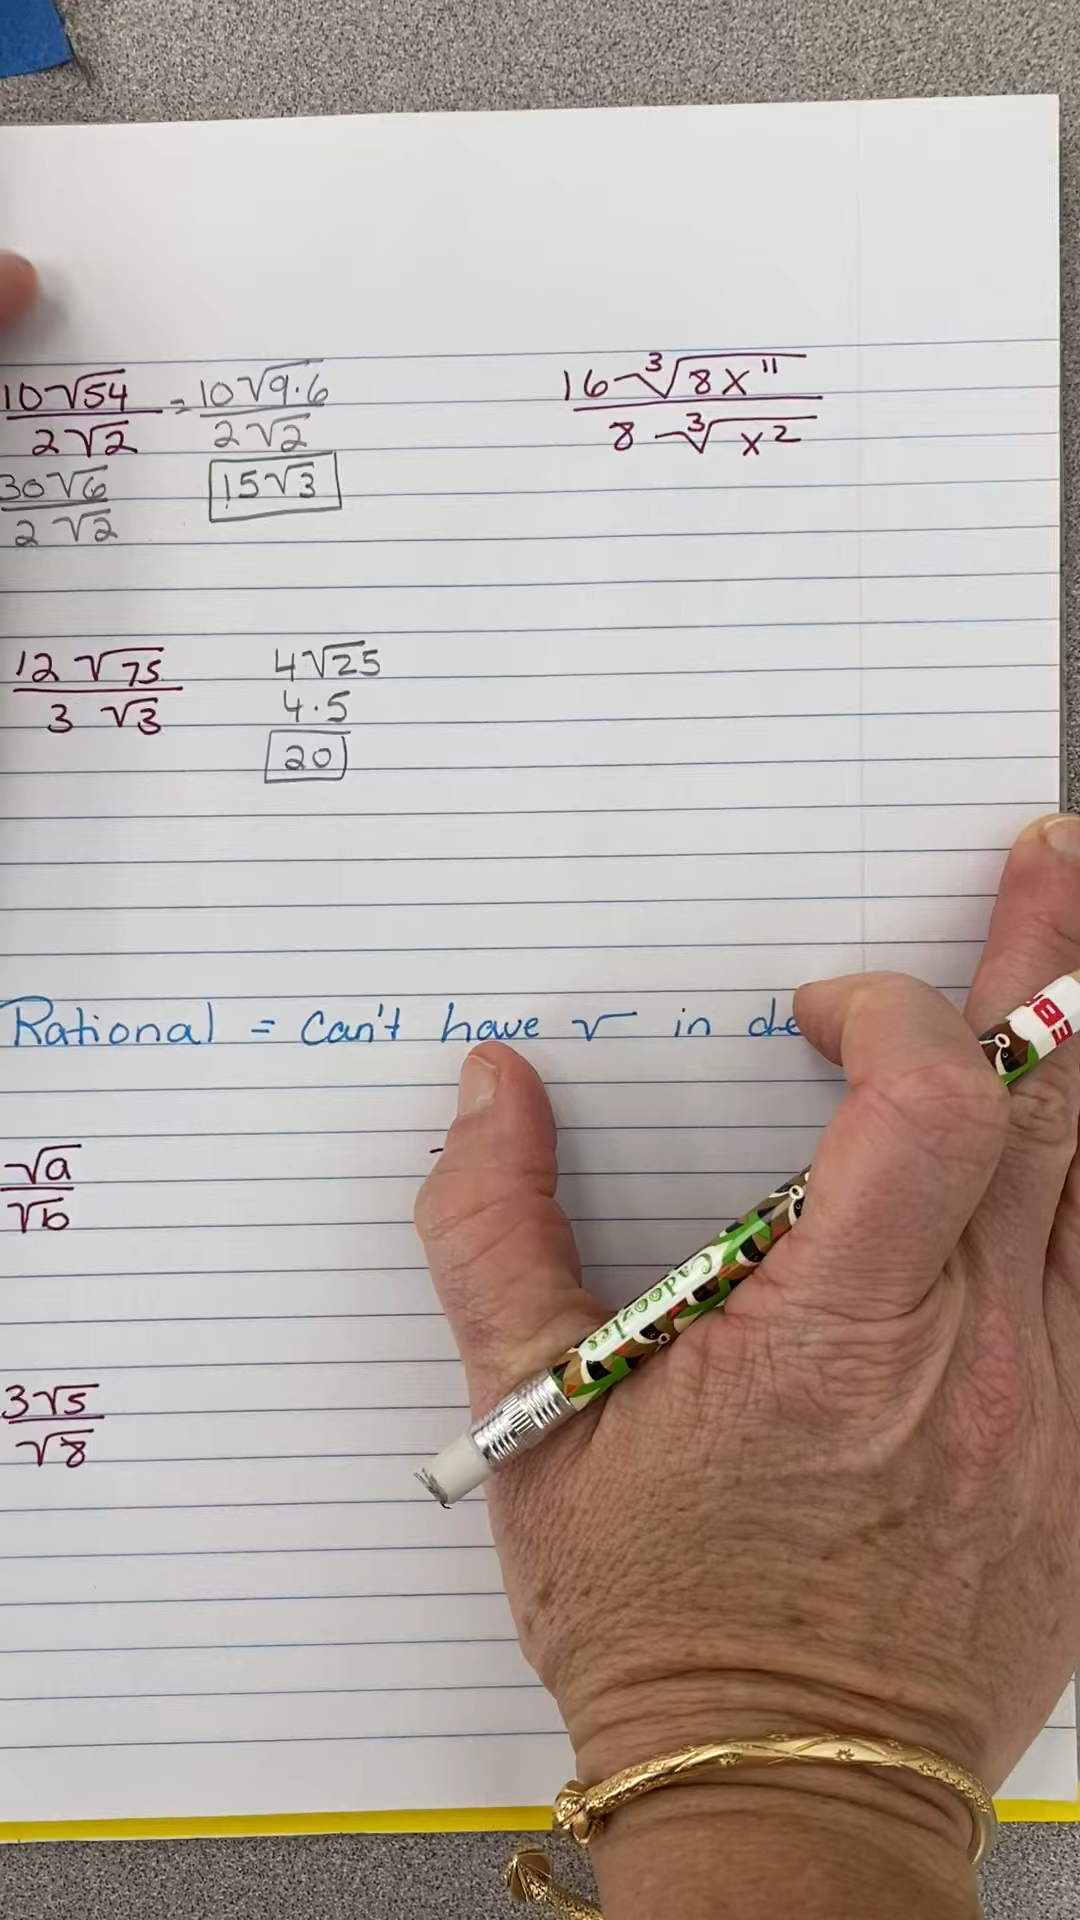 10√54 / 2√2 = 10√9·6 / 2√2
30√6 / 2√2
15√3
16 ∛8x¹¹ / 8 ∛x²
12√75 / 3√3
4√25
4·5
20
Rational = Can't have √ in de
√a / √b
3√5 / √8
Cadoozles